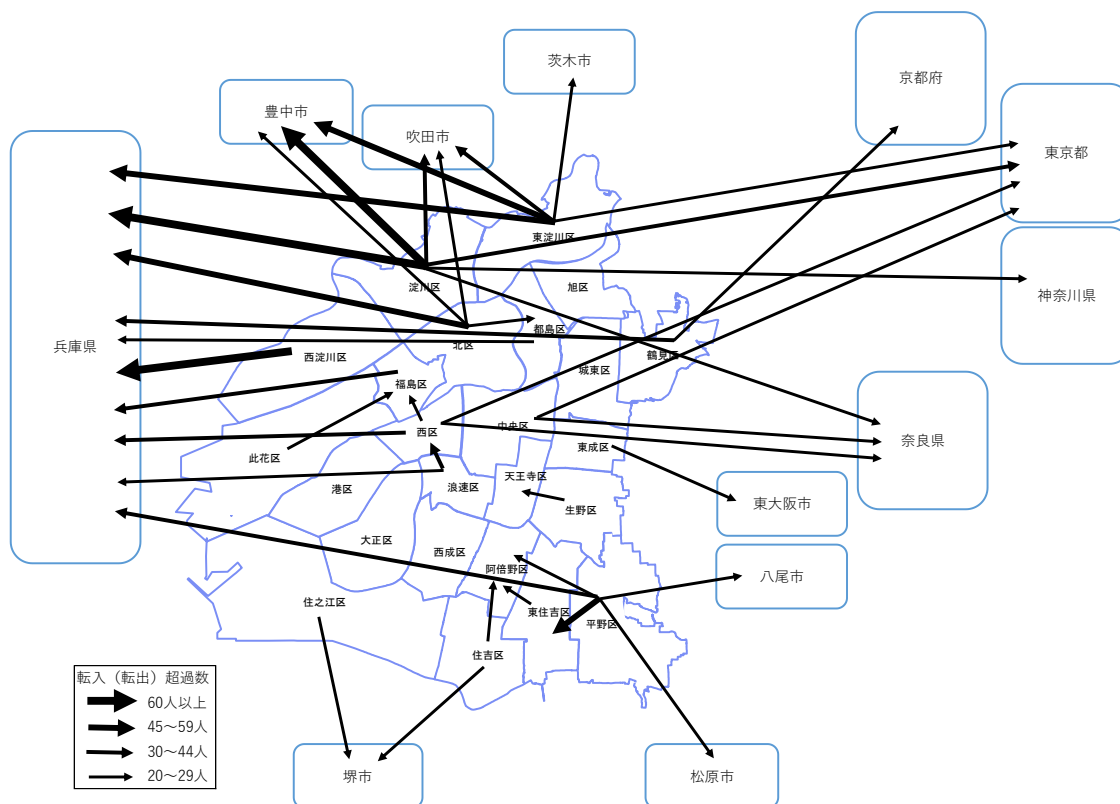 茨木市
京都府
豊中市
吹田市
東京都
東淀川区
淀川区
旭区
神奈川県
都島区
兵庫県
北区
西淀川区
鶴見区
城東区
福島区
西区
中央区
奈良県
此花区
東成区
天王寺区
港区
浪速区
東大阪市
生野区
大正区
西成区
阿倍野区
八尾市
住之江区
東住吉区
平野区
住吉区
転入（転出）超過数
60人以上
45～59人
30～44人
20～29人
堺市
松原市